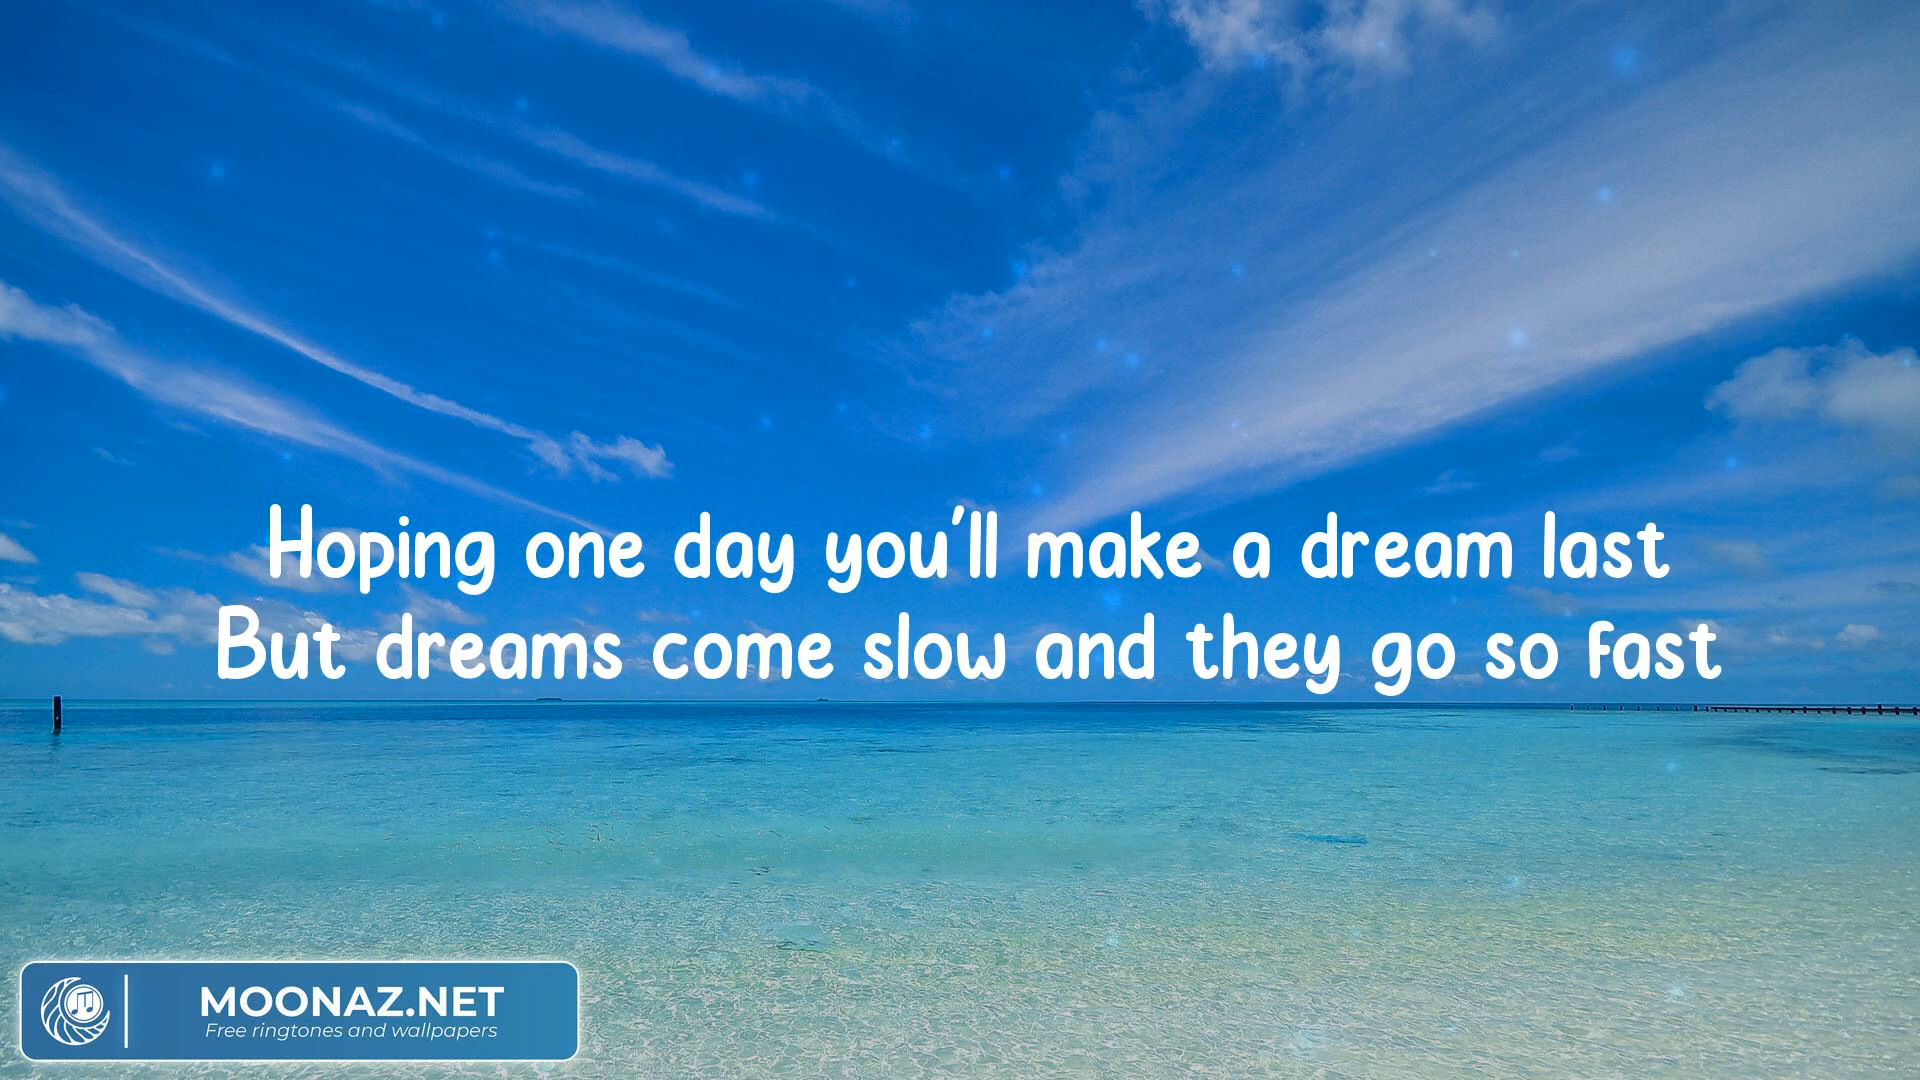 Hoping one day you'll make a dream last
But dreams come slow and they go so fast
MOONAZ.NET
Free ringtones and wallpapers